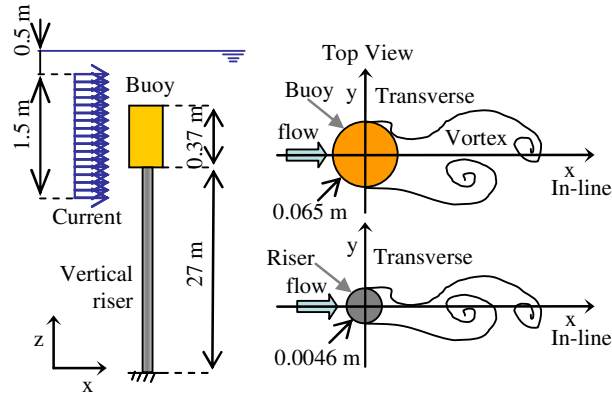 0.5 m
1.5 m
Buoy
0.37 m
Current
Vertical
riser
27 m
z
x
Top View
Buoy
y
Transverse
flow
Vortex
x
In-line
0.065 m
y
Riser
Transverse
flow
x
In-line
0.0046 m